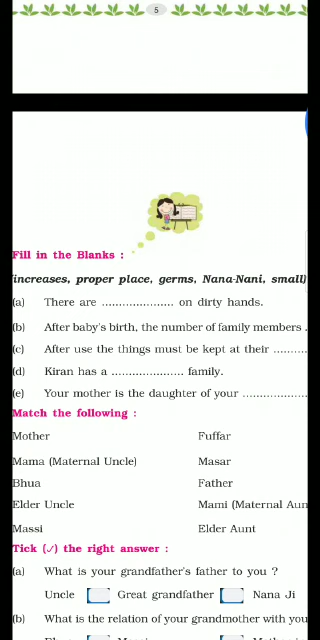 5
Fill in the Blanks :
(increases, proper place, germs, Nana-Nani, small)
(a) There are ..................... on dirty hands.
(b) After baby's birth, the number of family members .
(c) After use the things must be kept at their ..........
(d) Kiran has a ..................... family.
(e) Your mother is the daughter of your ...................
Match the following :
Mother Fuffar
Mama (Maternal Uncle) Masar
Bhua Father
Elder Uncle Mami (Maternal Aun
Massi Elder Aunt
Tick (✓) the right answer :
(a) What is your grandfather's father to you ?
Uncle Great grandfather Nana Ji
(b) What is the relation of your grandmother with you